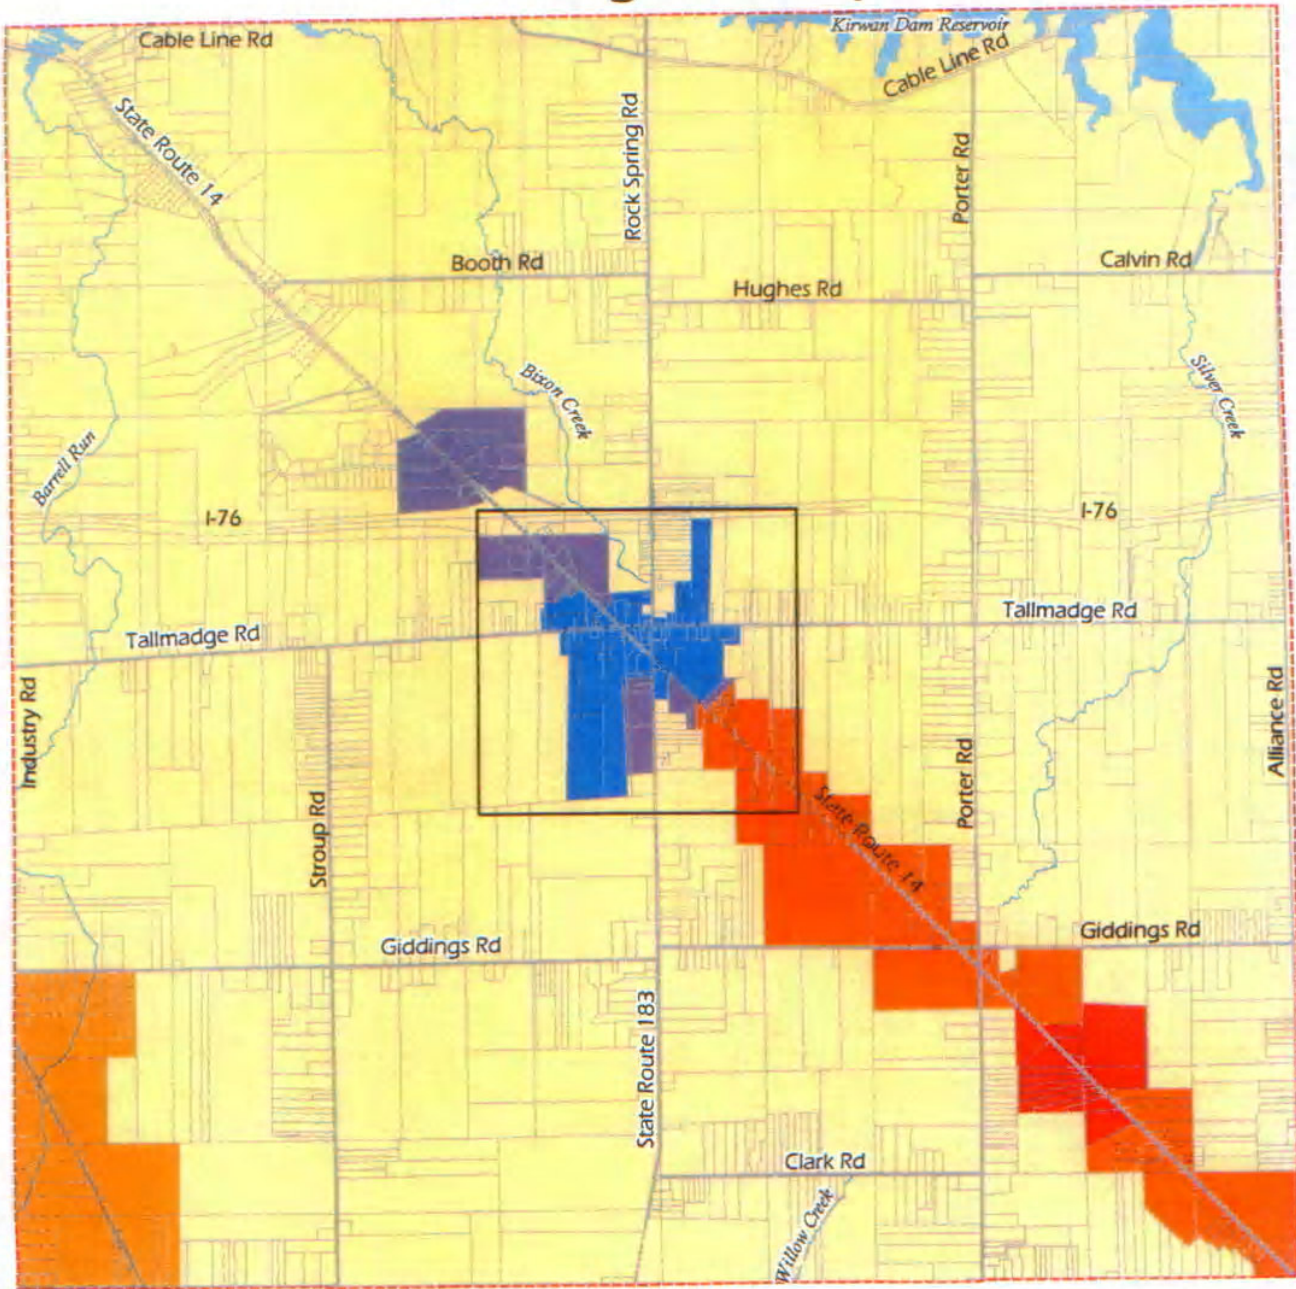 Kirwan Dam Reservoir
Cable Line Rd
Cable Line Rd
State Route 14
Rock Spring Rd
Porter Rd
Booth Rd
Calvin Rd
Hughes Rd
Bixon Creek
Silver Creek
Barrell Run
I-76
I-76
Tallmadge Rd
Tallmadge Rd
Industry Rd
Alliance Rd
Stroup Rd
Porter Rd
State Route 14
Giddings Rd
Giddings Rd
State Route 183
Clark Rd
Willow Creek